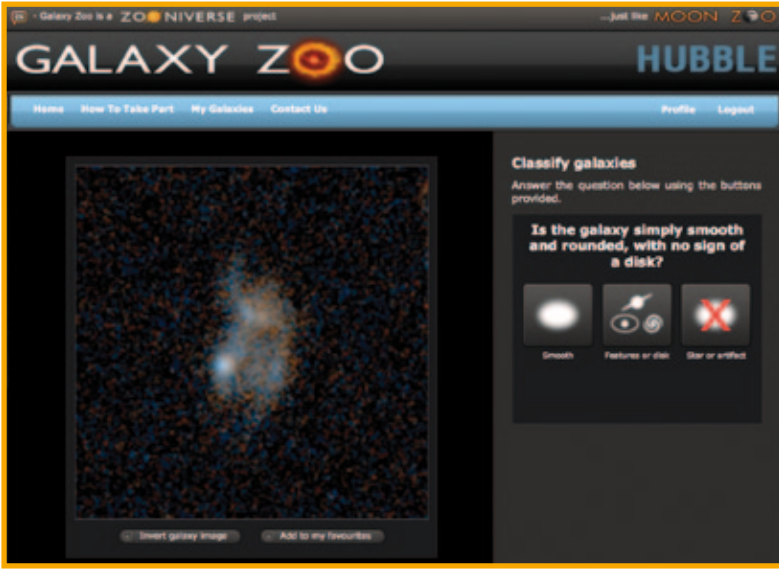 - Galaxy Zoo is a ZOONIVERSE project
...just like MOON ZOO
GALAXY ZOO
HUBBLE
Home How To Take Part My Galaxies Contact Us
Profile Logout
Classify galaxies
Answer the question below using the buttons
provided.
Is the galaxy simply smooth
and rounded, with no sign of
a disk?
Smooth Features or disk Star or artifact
Invert galaxy image Add to my favourites